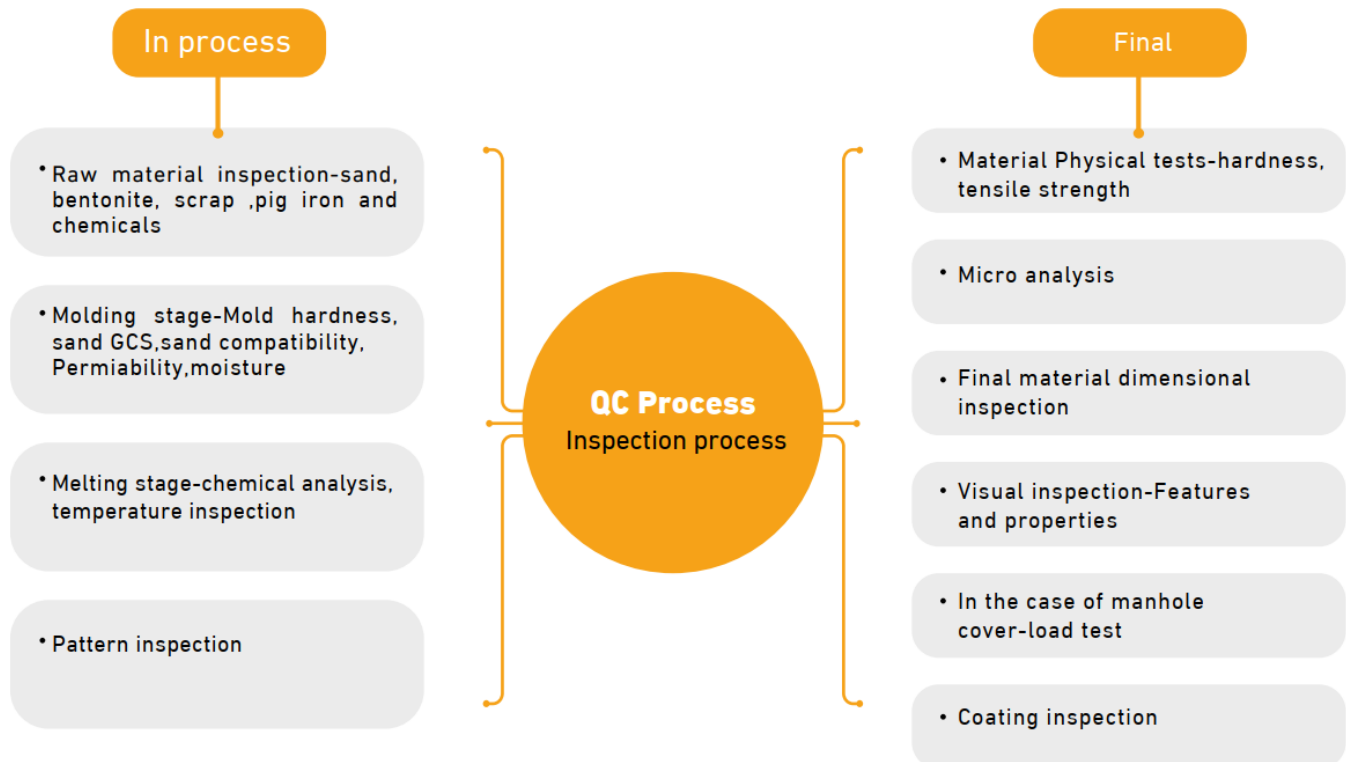 In process
• Raw material inspection-sand,
bentonite, scrap ,pig iron and
chemicals
• Molding stage-Mold hardness,
sand GCS,sand compatibility,
Permiability,moisture
• Melting stage-chemical analysis,
temperature inspection
• Pattern inspection
QC Process
Inspection process
Final
• Material Physical tests-hardness,
tensile strength
• Micro analysis
• Final material dimensional
inspection
• Visual inspection-Features
and properties
• In the case of manhole
cover-load test
• Coating inspection